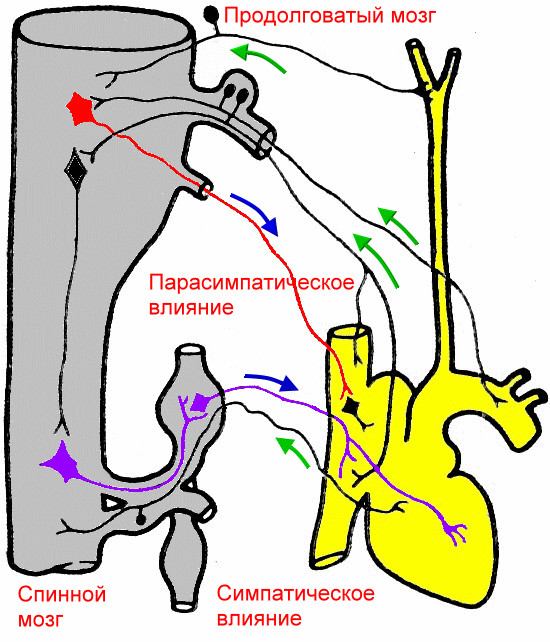 Продолговатый мозг
Парасимпатическое
влияние
Спинной
мозг
Симпатическое
влияние